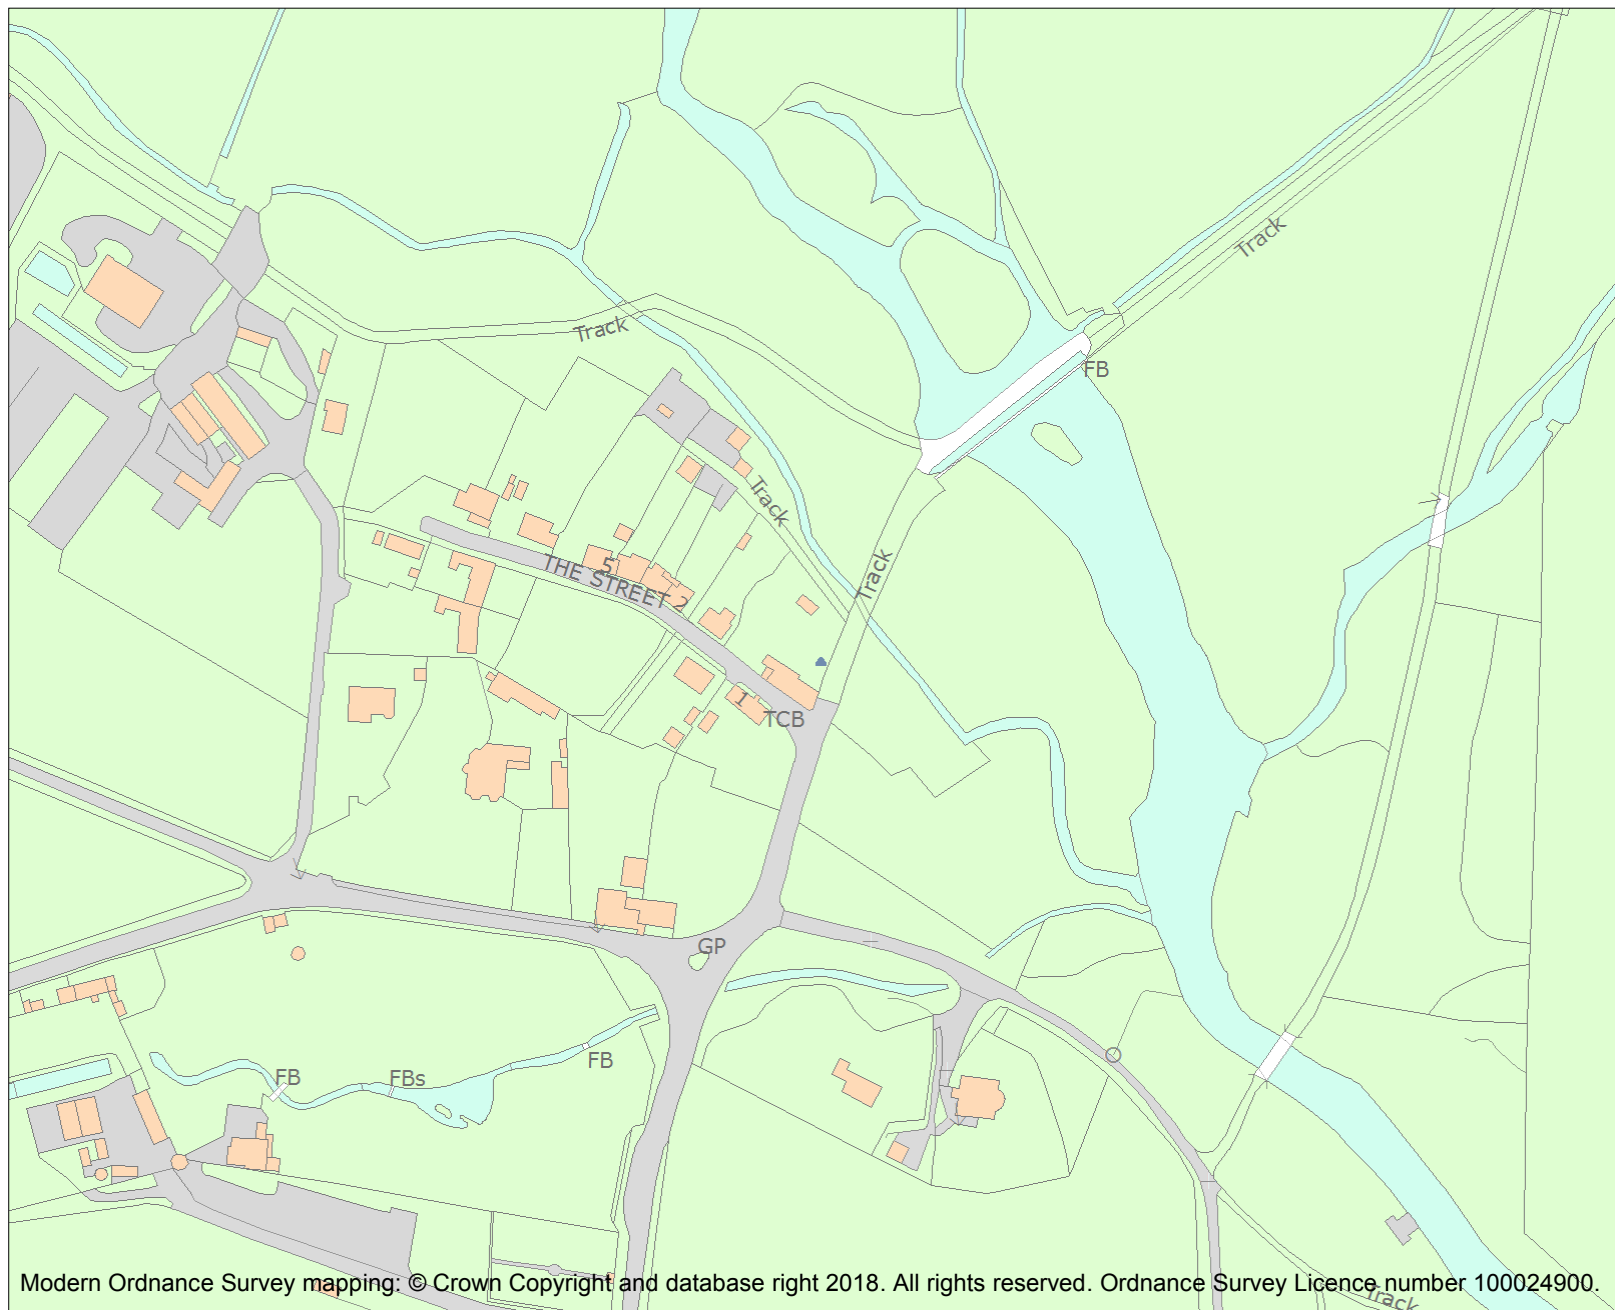 Track
Track
FB
Track
Track
5
THE STREET 2
1
TCB
GP
FB
FB
FBs
Track
Modern Ordnance Survey mapping: © Crown Copyright and database right 2018. All rights reserved. Ordnance Survey Licence number 100024900.